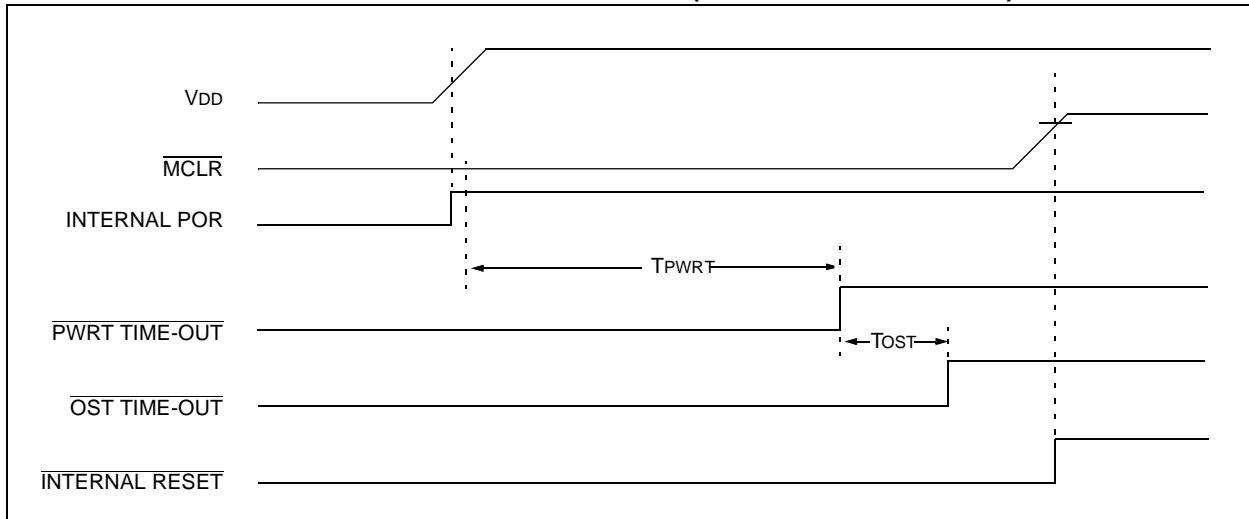 VDD
MCLR
INTERNAL POR
TPWRT
PWRT TIME-OUT
TOST
OST TIME-OUT
INTERNAL RESET